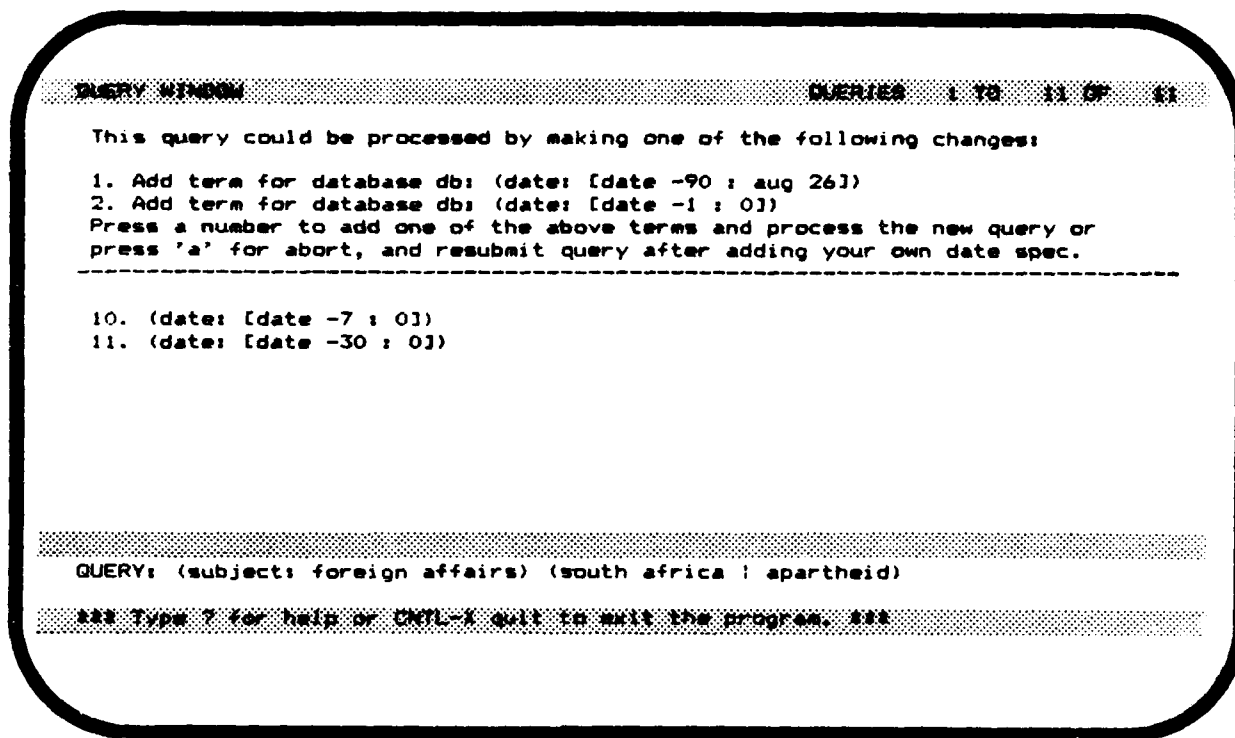 QUERY WINDOW QUERIES 1 TO 11 OF 11
This query could be processed by making one of the following changes:
1. Add term for database db: (date: [date -90 : aug 26])
2. Add term for database db: (date: [date -1 : 0])
Press a number to add one of the above terms and process the new query or
press 'a' for abort, and resubmit query after adding your own date spec.
--------------------------------------------------------------------------------
10. (date: [date -7 : 0])
11. (date: [date -30 : 0])
QUERY: (subject: foreign affairs) (south africa | apartheid)
*** Type ? for help or CNTL-X quit to exit the program. ***